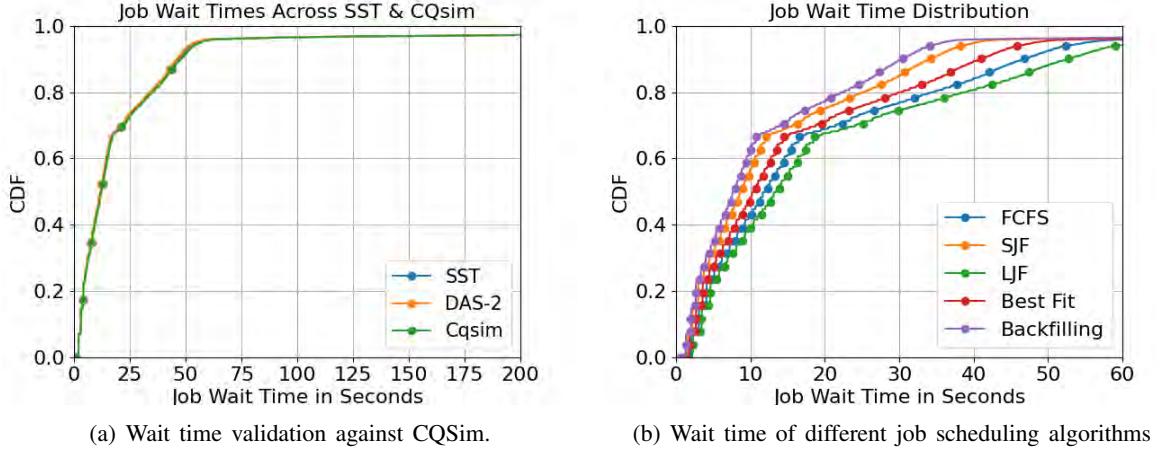 Job Wait Times Across SST & CQsim
1.0
0.8
0.6
0.4
0.2
0.0
CDF
SST
DAS-2
Cqsim
0 25 50 75 100 125 150 175 200
Job Wait Time in Seconds
(a) Wait time validation against CQSim.
Job Wait Time Distribution
1.0
0.8
0.6
0.4
0.2
0.0
CDF
FCFS
SJF
LJF
Best Fit
Backfilling
0 10 20 30 40 50 60
Job Wait Time in Seconds
(b) Wait time of different job scheduling algorithms